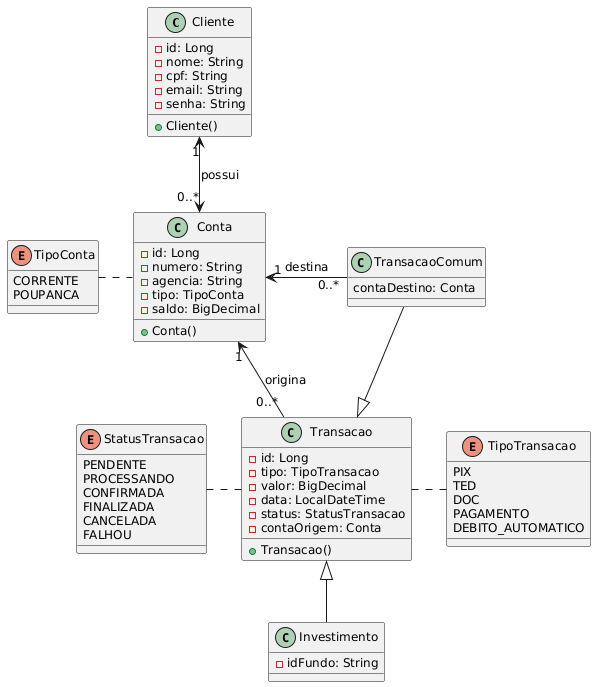 C Cliente
id: Long
nome: String
cpf: String
email: String
senha: String
Cliente()
1
possui
0..*
C Conta
id: Long
numero: String
agencia: String
tipo: TipoConta
saldo: BigDecimal
Conta()
E TipoConta
CORRENTE
POUPANCA
C TransacaoComum
contaDestino: Conta
1 destina
0..*
1
origina
0..*
E StatusTransacao
PENDENTE
PROCESSANDO
CONFIRMADA
FINALIZADA
CANCELADA
FALHOU
C Transacao
id: Long
tipo: TipoTransacao
valor: BigDecimal
data: LocalDateTime
status: StatusTransacao
contaOrigem: Conta
Transacao()
E TipoTransacao
PIX
TED
DOC
PAGAMENTO
DEBITO_AUTOMATICO
C Investimento
idFundo: String